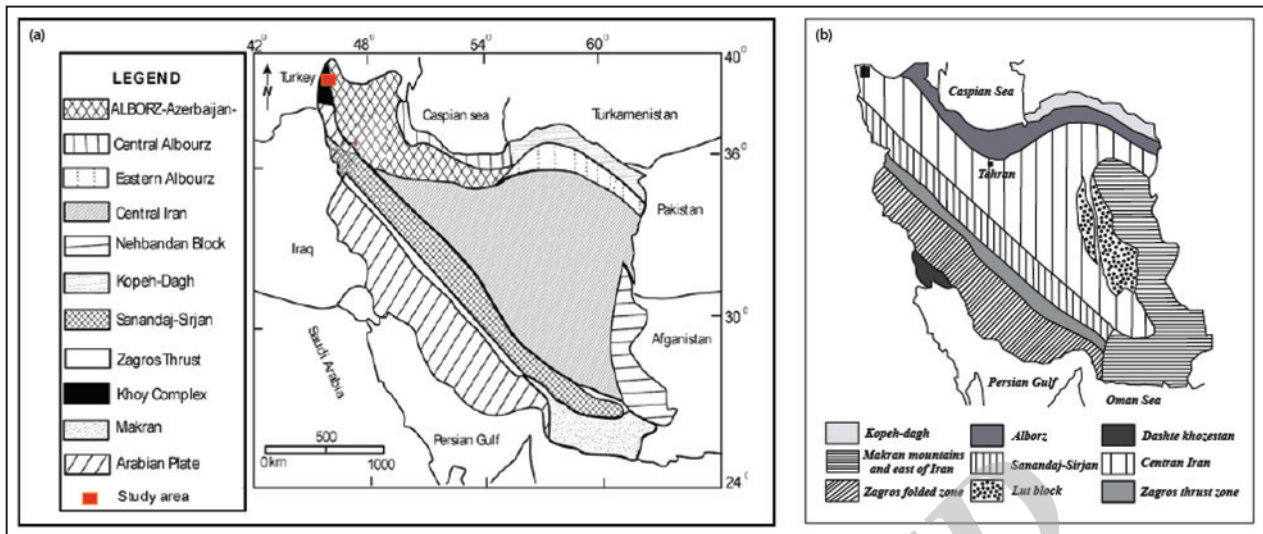 (a)
42° 48° 54° 60°
40°
36°
30°
24°
LEGEND
ALBORZ-Azerbaijan-
Central Albourz
Eastern Albourz
Central Iran
Nehbandan Block
Kopeh-Dagh
Sanandaj-Sirjan
Zagros Thrust
Khoy Complex
Makran
Arabian Plate
Study area
N
Turkey
Caspian sea
Turkamenistan
Pakistan
Iraq
Afganistan
Saudi Arabia
Persian Gulf
500
0km 1000
(b)
Caspian Sea
Tehran
Persian Gulf
Oman Sea
Kopeh-dagh
Alborz
Dashte khozestan
Makran mountains
and east of Iran
Sanandaj-Sirjan
Centran Iran
Zagros folded zone
Lut block
Zagros thrust zone